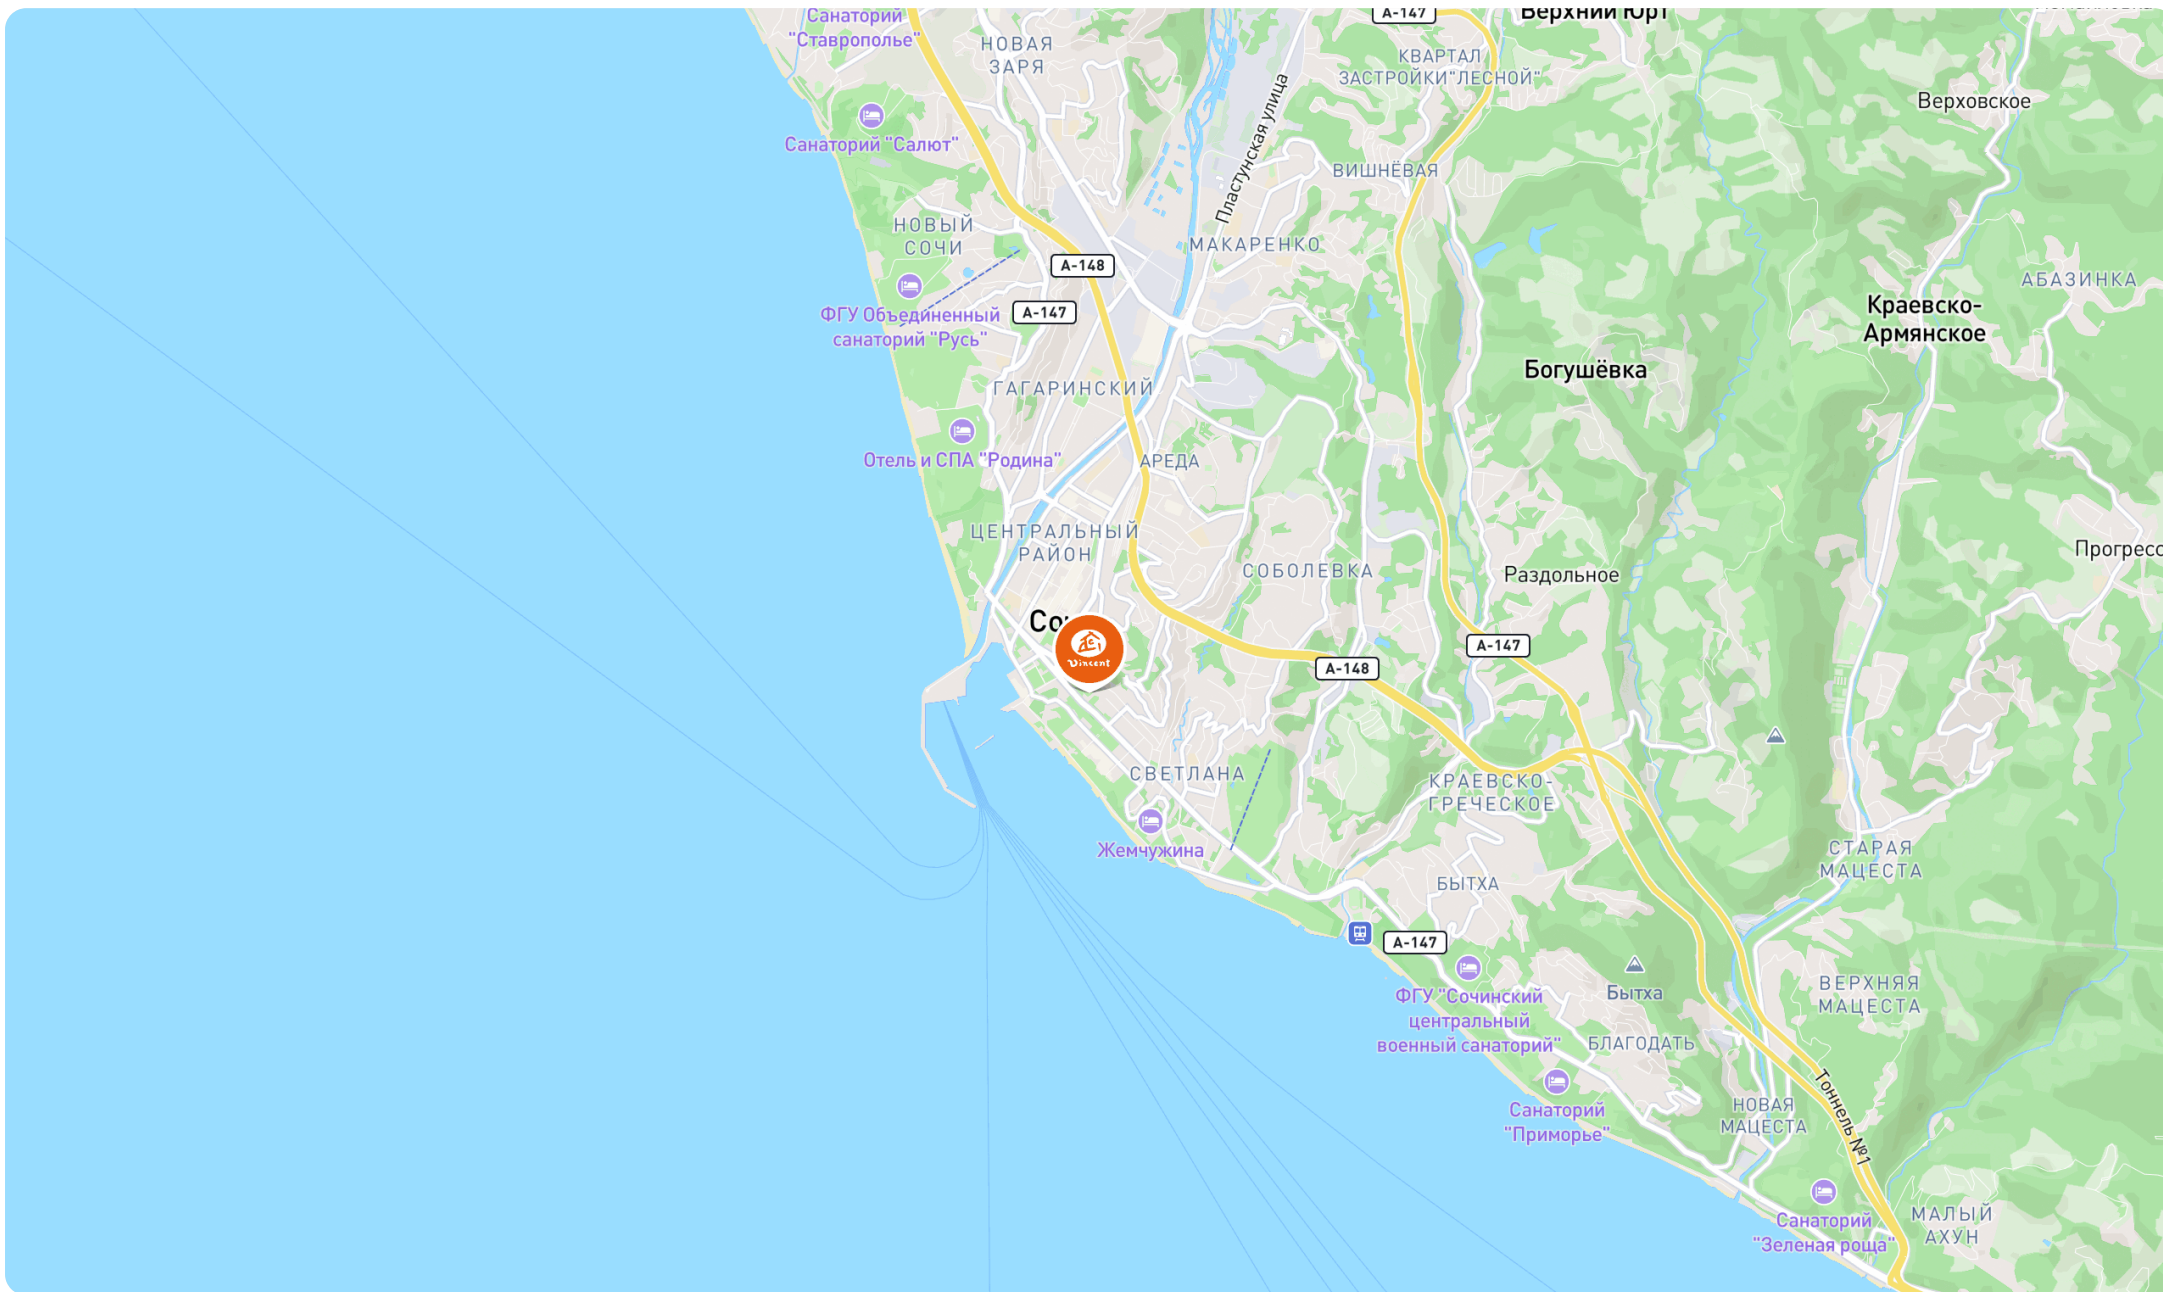 Санаторий
"Ставрополье"
НОВАЯ
ЗАРЯ
А-147
Верхний Юрт
КВАРТАЛ
ЗАСТРОЙКИ"ЛЕСНОЙ"
Верховское
Санаторий "Салют"
Пластунская улица
ВИШНЁВАЯ
НОВЫЙ
СОЧИ
МАКАРЕНКО
А-148
АБАЗИНКА
ФГУ Объединенный
санаторий "Русь"
А-147
Краевско-
Армянское
Богушёвка
ГАГАРИНСКИЙ
Отель и СПА "Родина"
АРЕДА
ЦЕНТРАЛЬНЫЙ
РАЙОН
Прогресс
СОБОЛЕВКА
Раздольное
Vincent
А-147
А-148
СВЕТЛАНА
КРАЕВСКО-
ГРЕЧЕСКОЕ
Жемчужина
СТАРАЯ
МАЦЕСТА
БЫТХА
А-147
ФГУ "Сочинский
центральный
военный санаторий"
Бытха
ВЕРХНЯЯ
МАЦЕСТА
БЛАГОДАТЬ
Санаторий
"Приморье"
НОВАЯ
МАЦЕСТА
Тоннель №1
Санаторий
"Зеленая роща"
МАЛЫЙ
АХУН